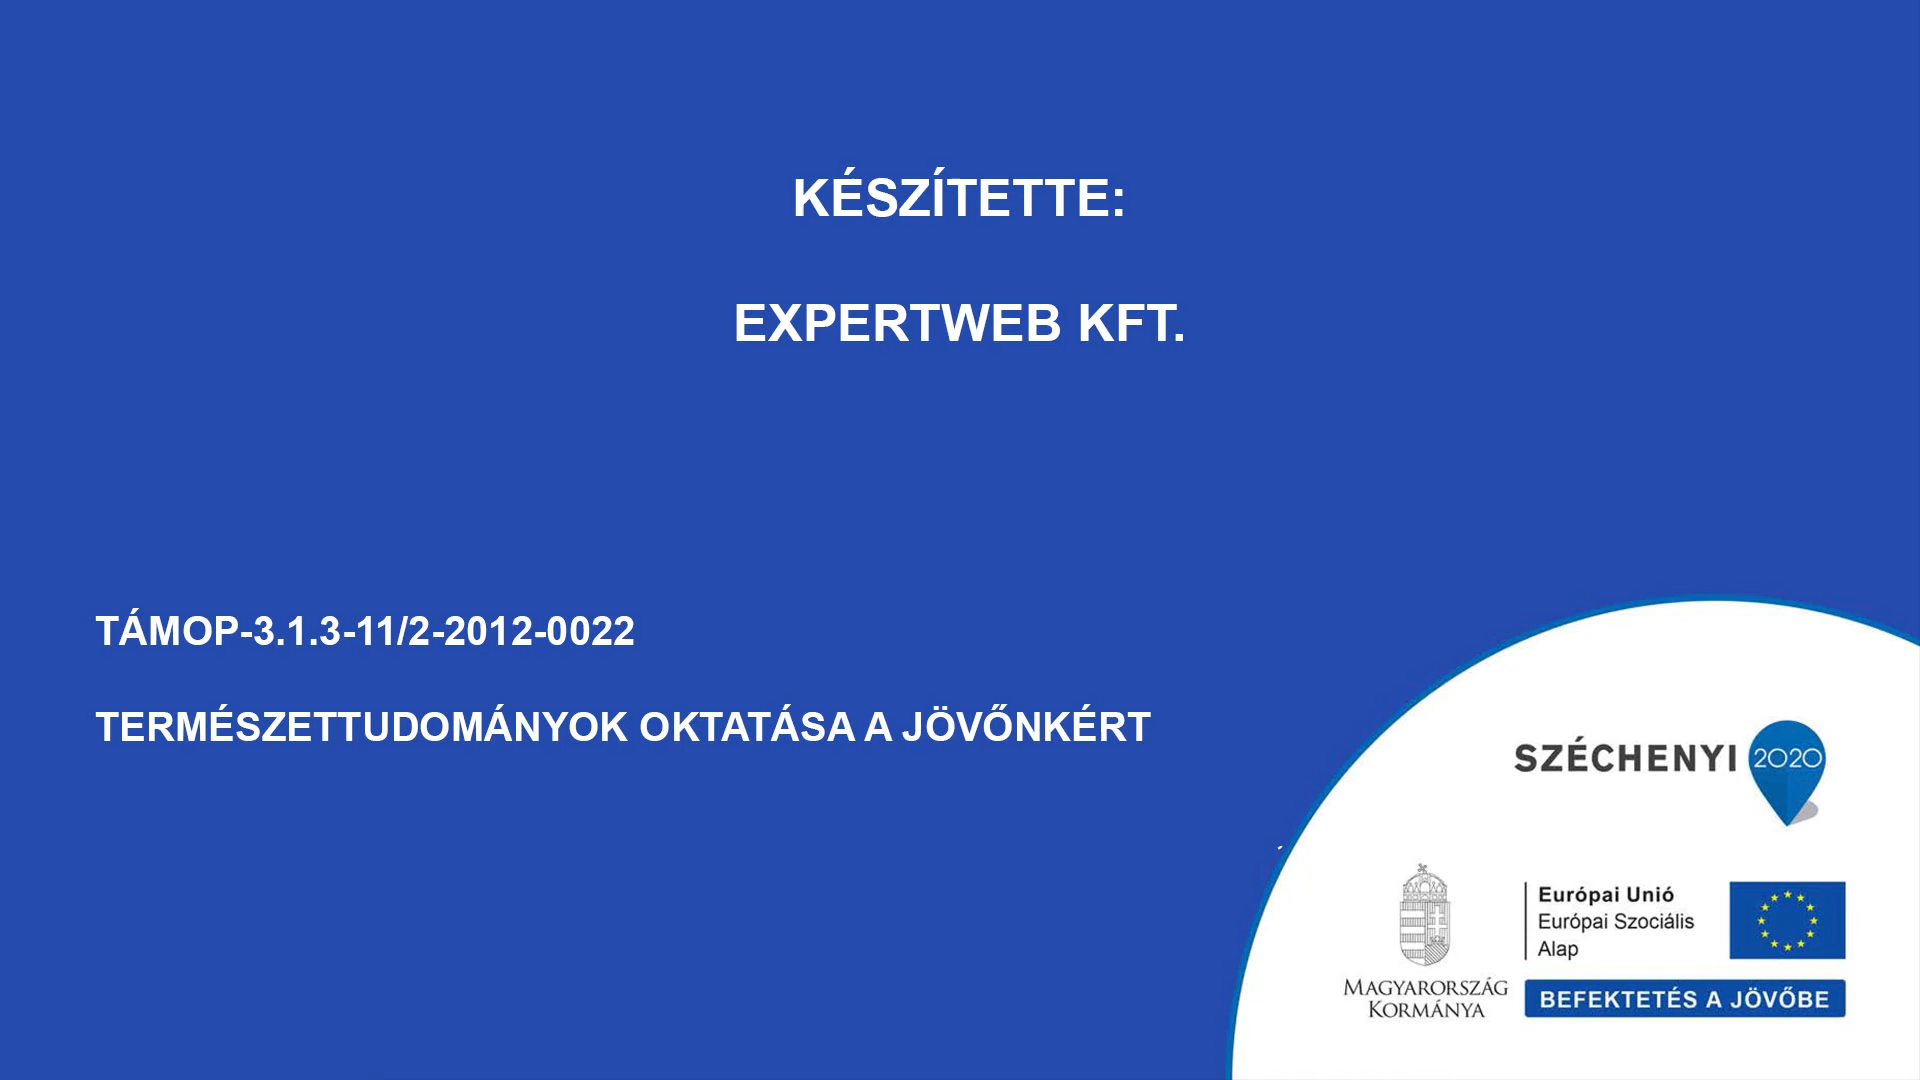 KÉSZÍTETTE:
EXPERTWEB KFT.
TÁMOP-3.1.3-11/2-2012-0022
TERMÉSZETTUDOMÁNYOK OKTATÁSA A JÖVŐNKÉRT
SZÉCHENYI 2020
Európai Unió
Európai Szociális
Alap
MAGYARORSZÁG
KORMÁNYA
BEFEKTETÉS A JÖVŐBE